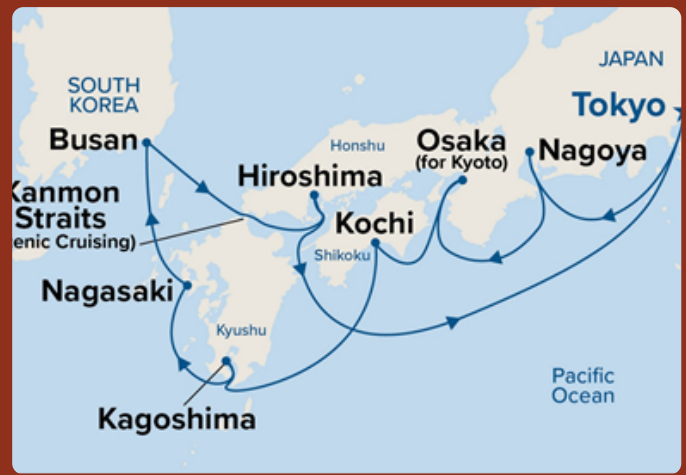 JAPAN
SOUTH
KOREA
Tokyo
Busan
Honshu
Osaka
(for Kyoto)
Nagoya
Hiroshima
Kanmon
Straits
enic Cruising)
Kochi
Shikoku
Nagasaki
Kyushu
Pacific
Ocean
Kagoshima